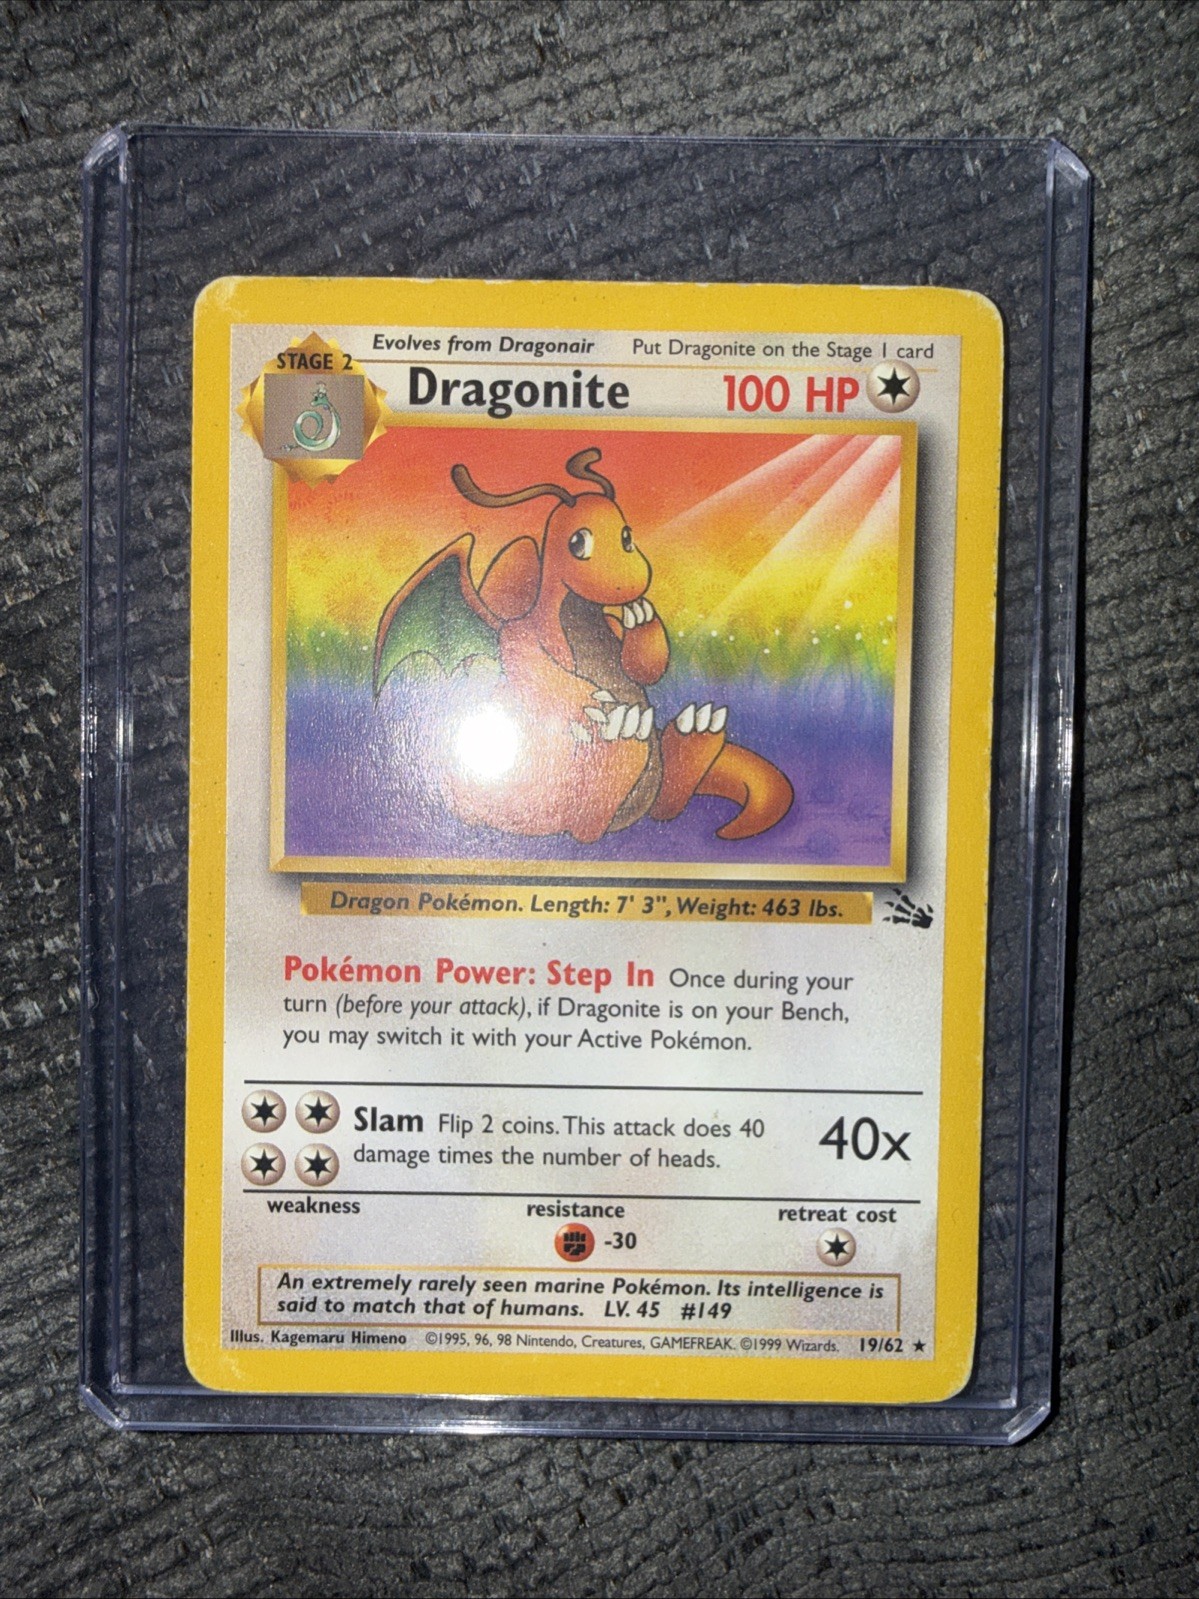 Evolves from Dragonair Put Dragonite on the Stage 1 card
STAGE 2
Dragonite 100 HP
Dragon Pokémon. Length: 7' 3", Weight: 463 lbs.
Pokémon Power: Step In Once during your
turn (before your attack), if Dragonite is on your Bench,
you may switch it with your Active Pokémon.
Slam Flip 2 coins. This attack does 40
damage times the number of heads.
40x
weakness resistance retreat cost
-30
An extremely rarely seen marine Pokémon. Its intelligence is
said to match that of humans. LV. 45 #149
Illus. Kagemaru Himeno ©1995, 96, 98 Nintendo, Creatures, GAMEFREAK. ©1999 Wizards. 19/62 ★